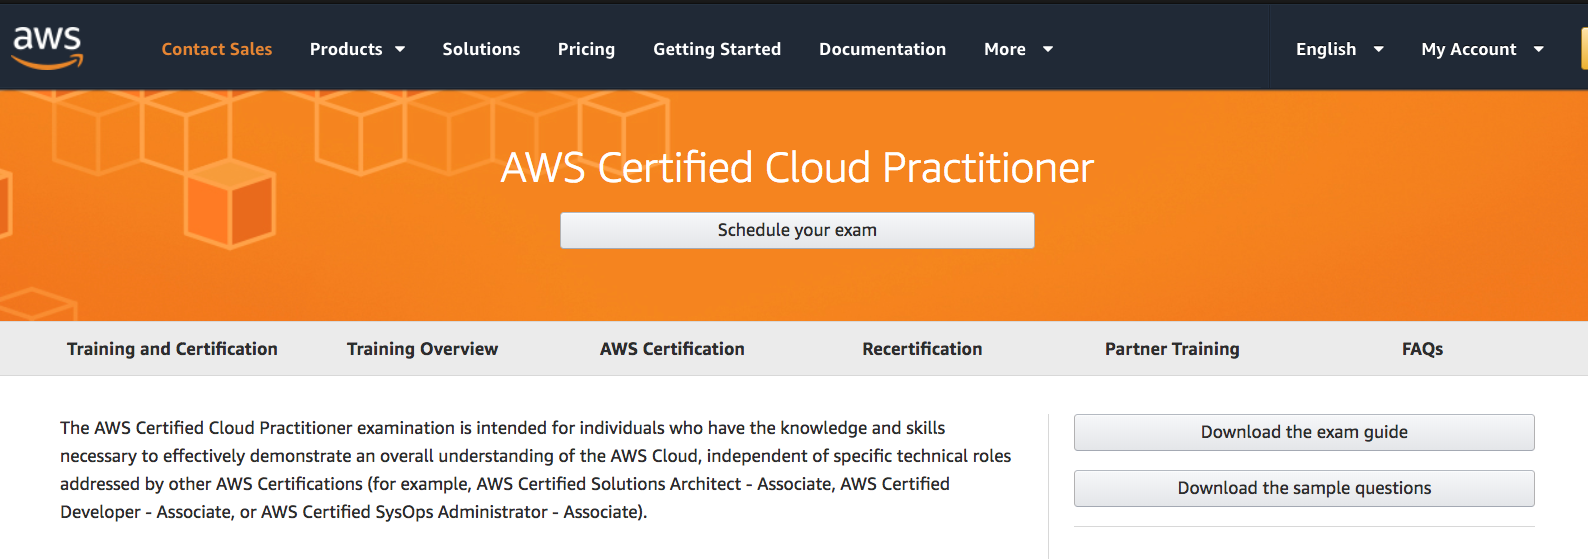 aws
Contact Sales Products Solutions Pricing Getting Started Documentation More English My Account
AWS Certified Cloud Practitioner
Schedule your exam
Training and Certification Training Overview AWS Certification Recertification Partner Training FAQs
The AWS Certified Cloud Practitioner examination is intended for individuals who have the knowledge and skills
necessary to effectively demonstrate an overall understanding of the AWS Cloud, independent of specific technical roles
addressed by other AWS Certifications (for example, AWS Certified Solutions Architect - Associate, AWS Certified
Developer - Associate, or AWS Certified SysOps Administrator - Associate).
Download the exam guide
Download the sample questions